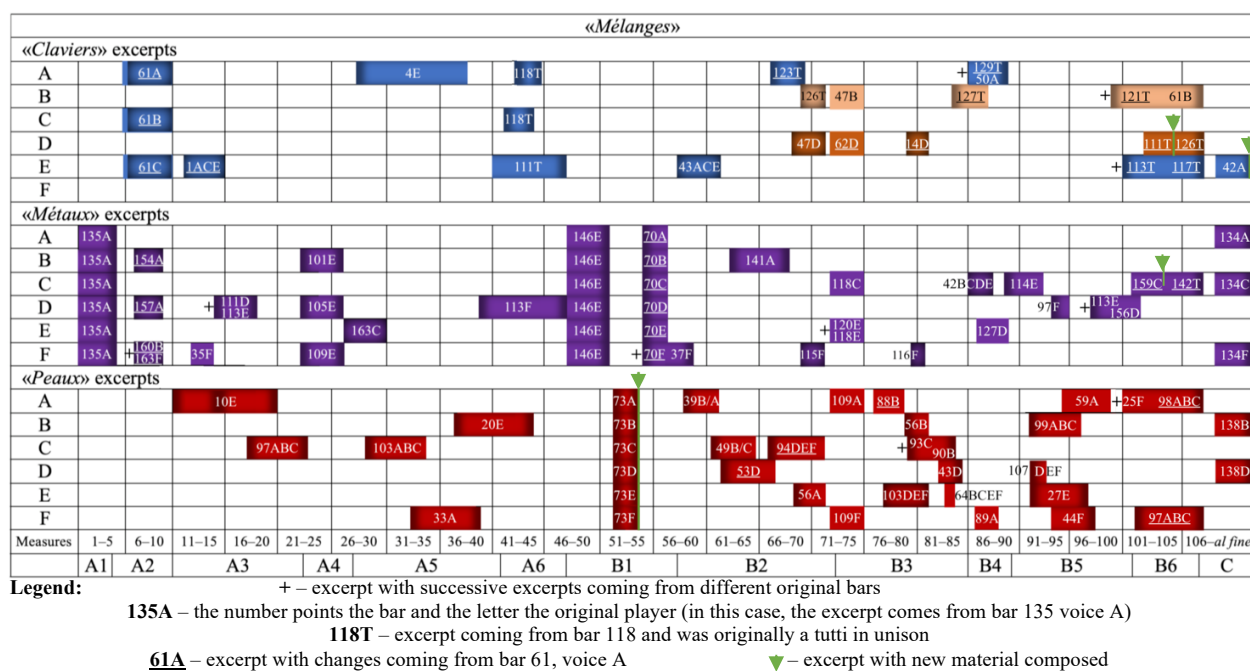 «Mélanges»
«Claviers» excerpts
A 61A 4E 118T 123T + 129T 50A
B 126T 47B 127T + 121T 61B
C 61B 118T
D 47D 62D 14D 111T 126T
E 61C 1ACE 111T 43ACE + 113T 117T 42A
F
«Métaux» excerpts
A 135A 146E 70A 134A
B 135A 154A 101E 146E 70B 141A
C 135A 146E 70C 118C 42BCDE 114E 159C 142T 134C
D 135A 157A + 111D 113E 105E 113F 146E 70D 97F + 113E 156D
E 135A 163C 146E 70E + 120E 118E 127D
F 135A + 160B 163F 35F 109E 146E + 70F 37F 115F 116F 134F
«Peaux» excerpts
A 10E 73A 39B/A 109A 88B 59A + 25F 98ABC
B 20E 73B 56B 99ABC 138B
C 97ABC 103ABC 73C 49B/C 94DEF + 93C 90B
D 73D 53D 43D 107 DEF 138D
E 73E 56A 103DEF 64BCEF 27E
F 33A 73F 109F 89A 44F 97ABC
Measures 1–5 6–10 11–15 16–20 21–25 26–30 31–35 36–40 41–45 46–50 51–55 56–60 61–65 66–70 71–75 76–80 81–85 86–90 91–95 96–100 101–105 106–al fine
A1 A2 A3 A4 A5 A6 B1 B2 B3 B4 B5 B6 C
Legend: + – excerpt with successive excerpts coming from different original bars
135A – the number points the bar and the letter the original player (in this case, the excerpt comes from bar 135 voice A)
118T – excerpt coming from bar 118 and was originally a tutti in unison
61A – excerpt with changes coming from bar 61, voice A – excerpt with new material composed